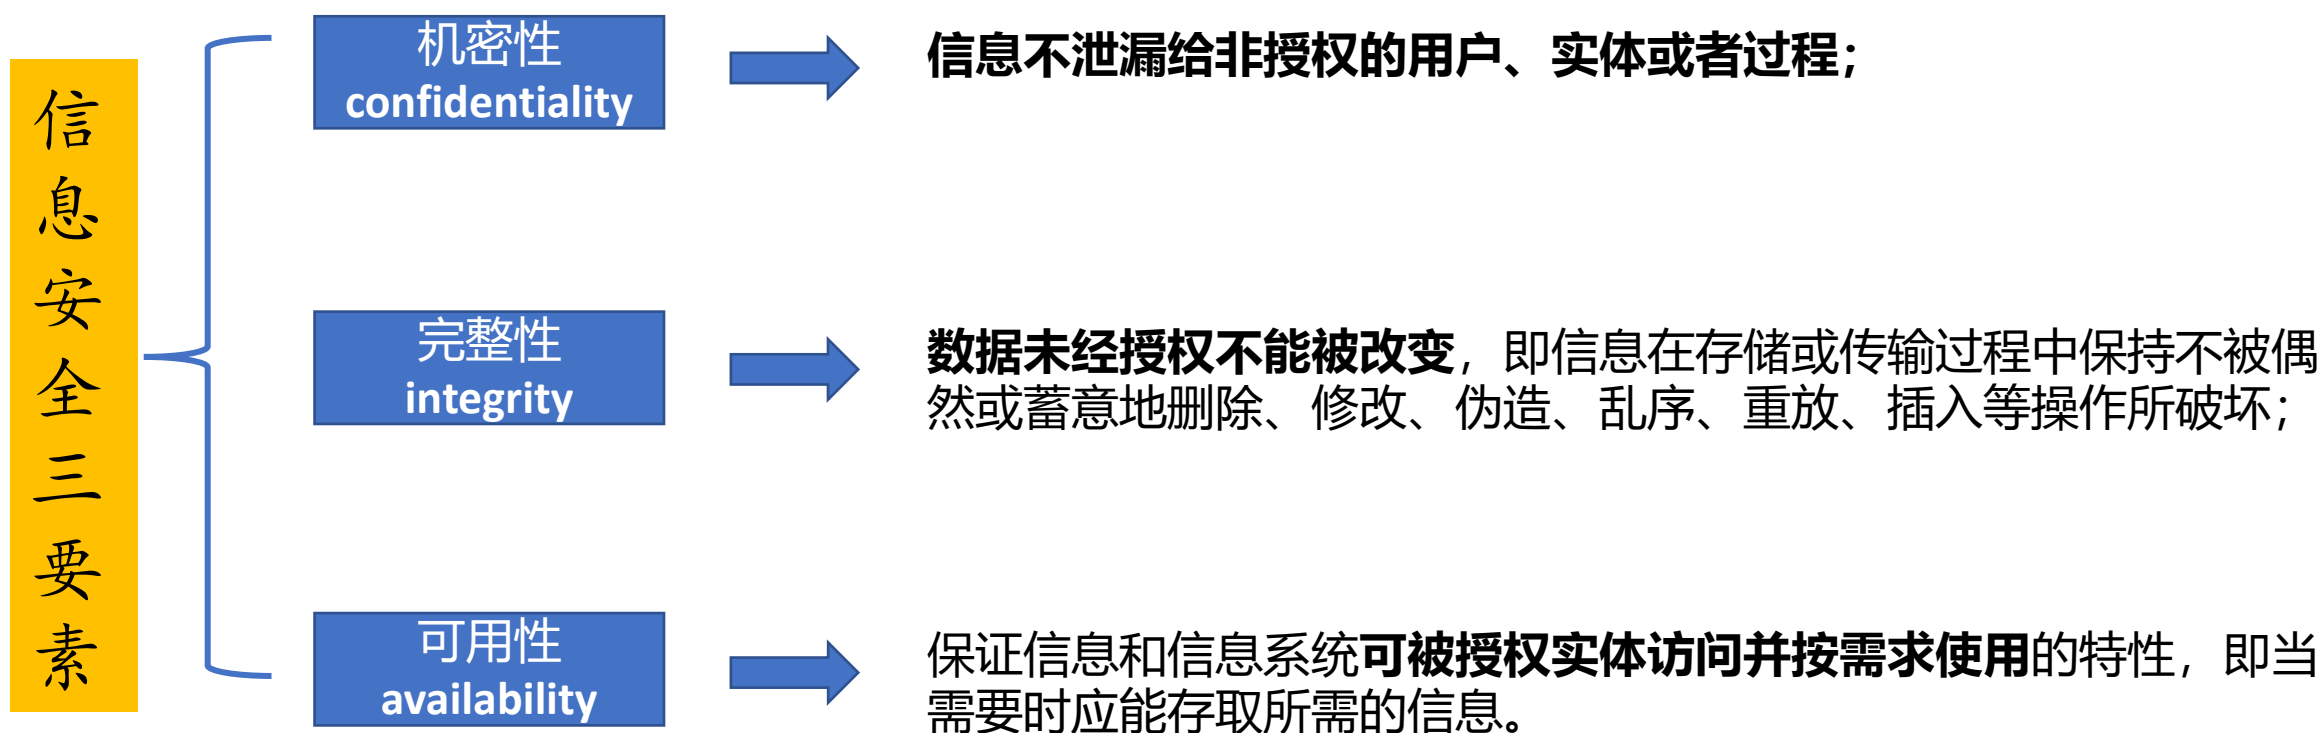 信息安全三要素
机密性
confidentiality
信息不泄漏给非授权的用户、实体或者过程；
完整性
integrity
数据未经授权不能被改变，即信息在存储或传输过程中保持不被偶
然或蓄意地删除、修改、伪造、乱序、重放、插入等操作所破坏；
可用性
availability
保证信息和信息系统可被授权实体访问并按需求使用的特性，即当
需要时应能存取所需的信息。